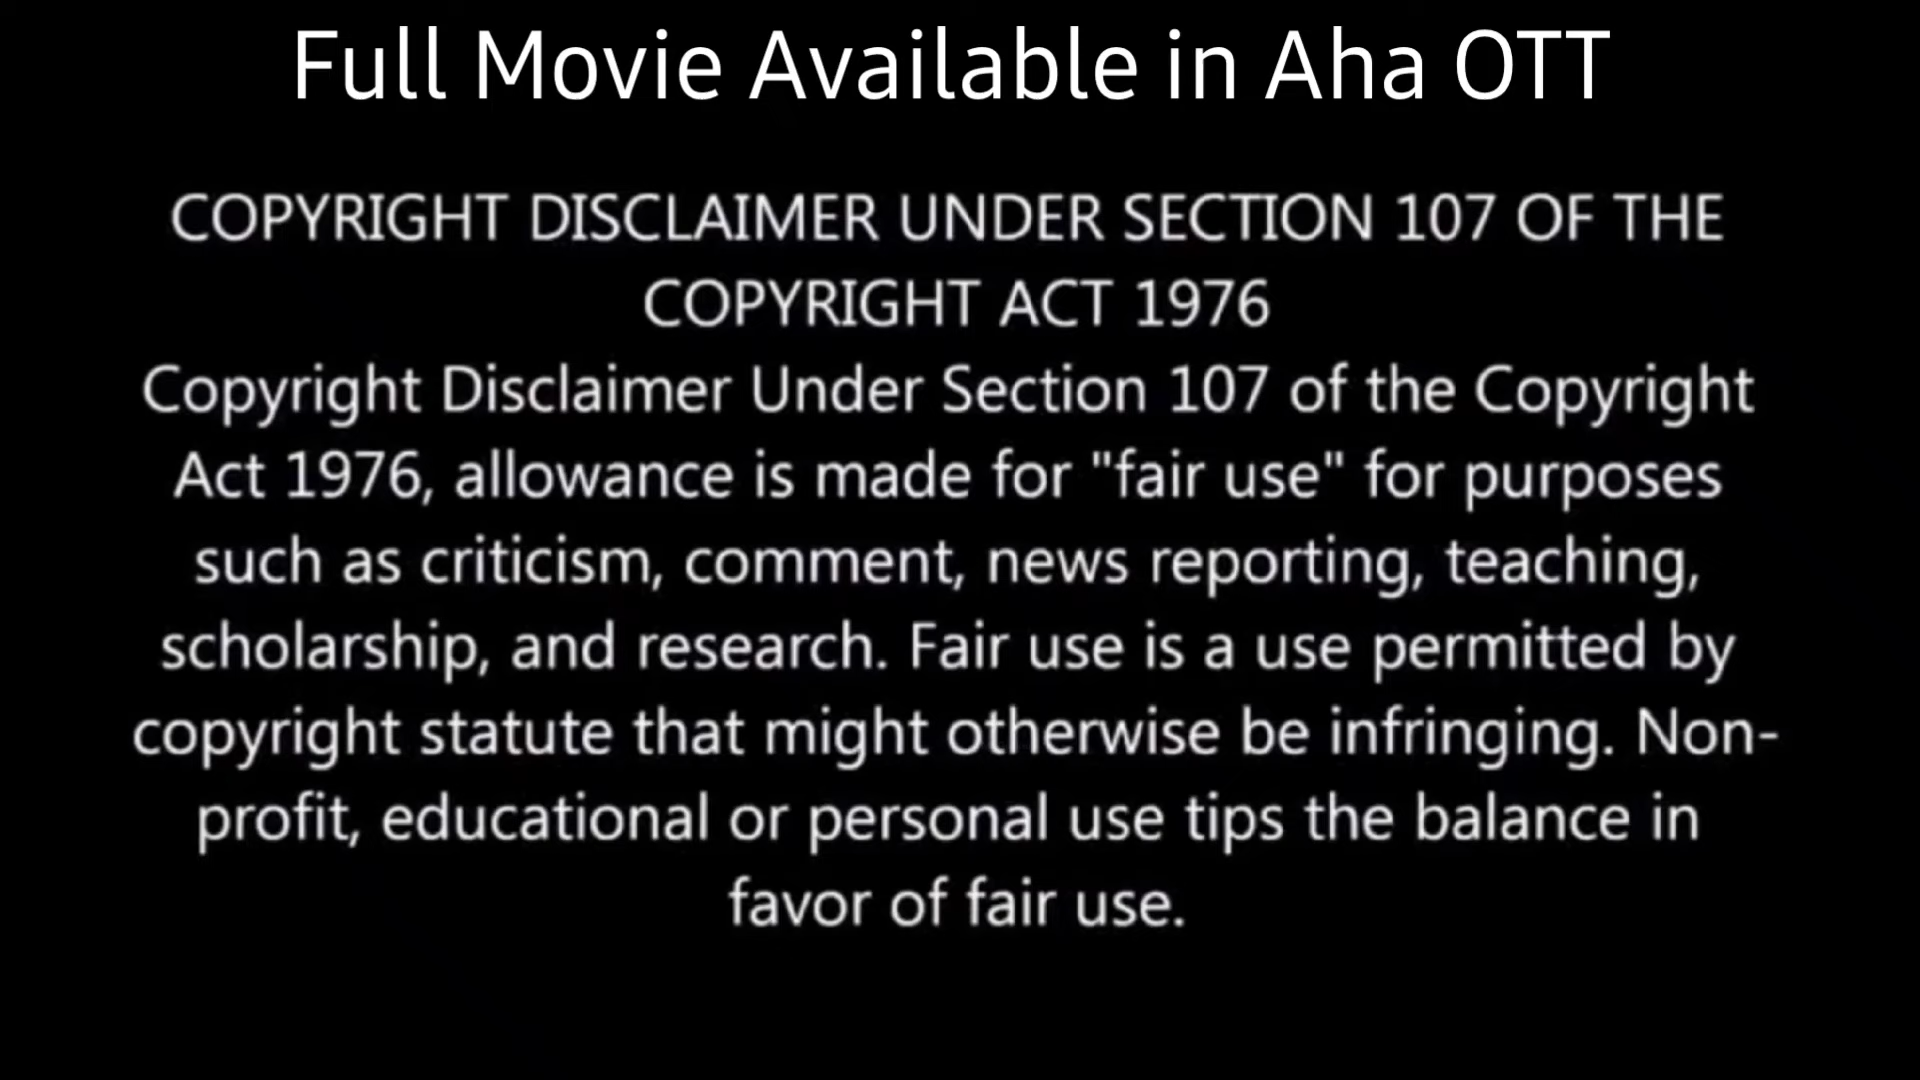 Full Movie Available in Aha OTT
COPYRIGHT DISCLAIMER UNDER SECTION 107 OF THE
COPYRIGHT ACT 1976
Copyright Disclaimer Under Section 107 of the Copyright
Act 1976, allowance is made for "fair use" for purposes
such as criticism, comment, news reporting, teaching,
scholarship, and research. Fair use is a use permitted by
copyright statute that might otherwise be infringing. Non-
profit, educational or personal use tips the balance in
favor of fair use.